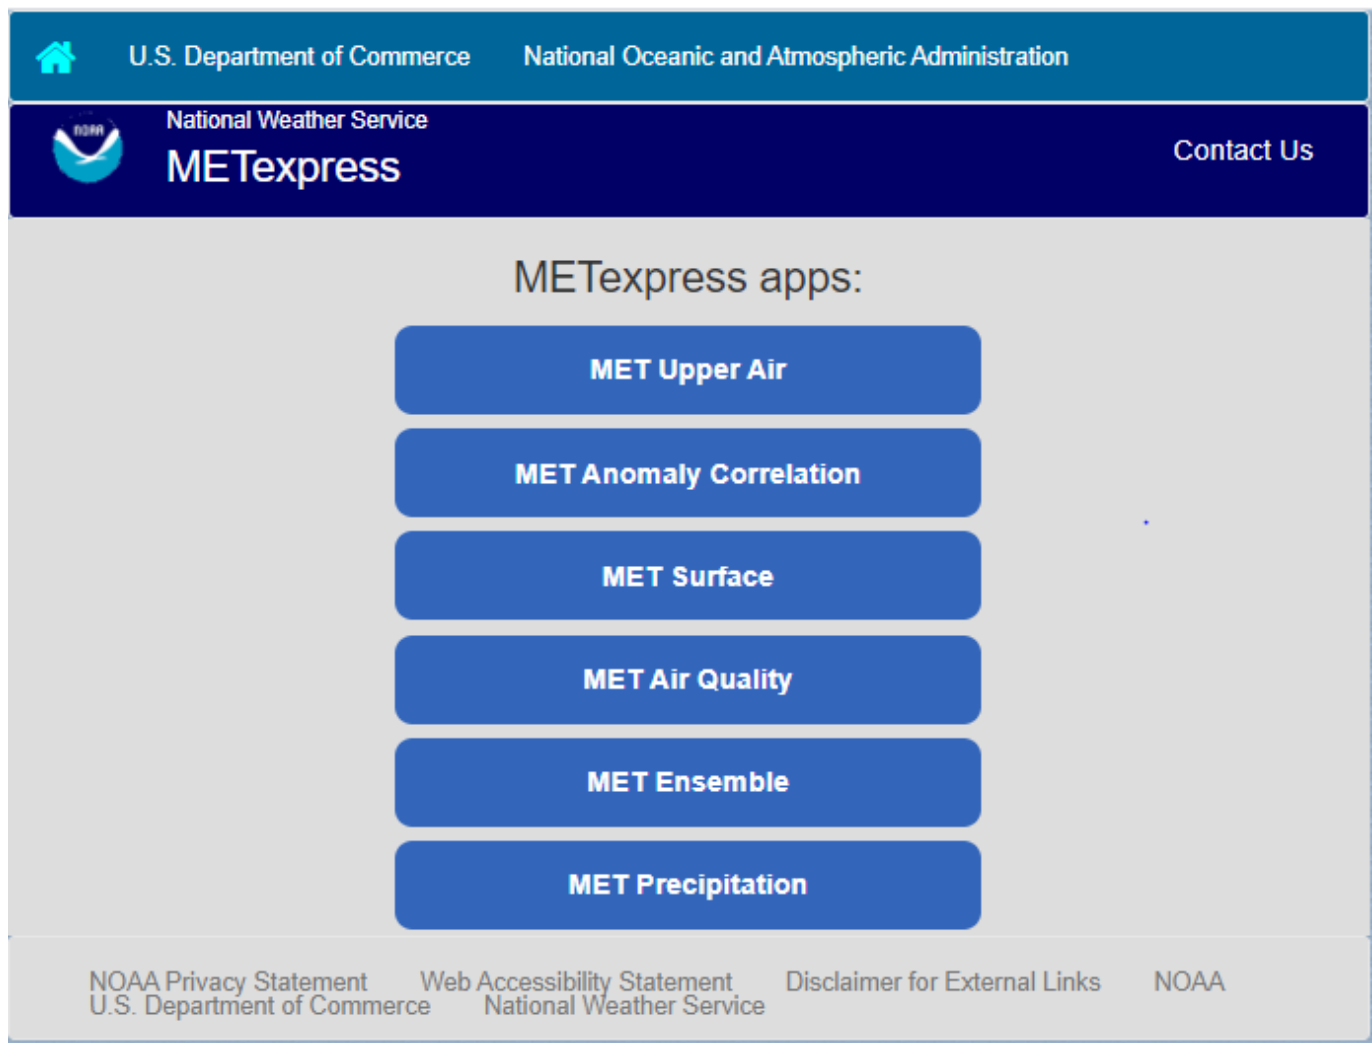 U.S. Department of Commerce National Oceanic and Atmospheric Administration
NOAA
National Weather Service
METexpress
Contact Us
METexpress apps:
MET Upper Air
MET Anomaly Correlation
MET Surface
MET Air Quality
MET Ensemble
MET Precipitation
NOAA Privacy Statement Web Accessibility Statement Disclaimer for External Links NOAA
U.S. Department of Commerce National Weather Service